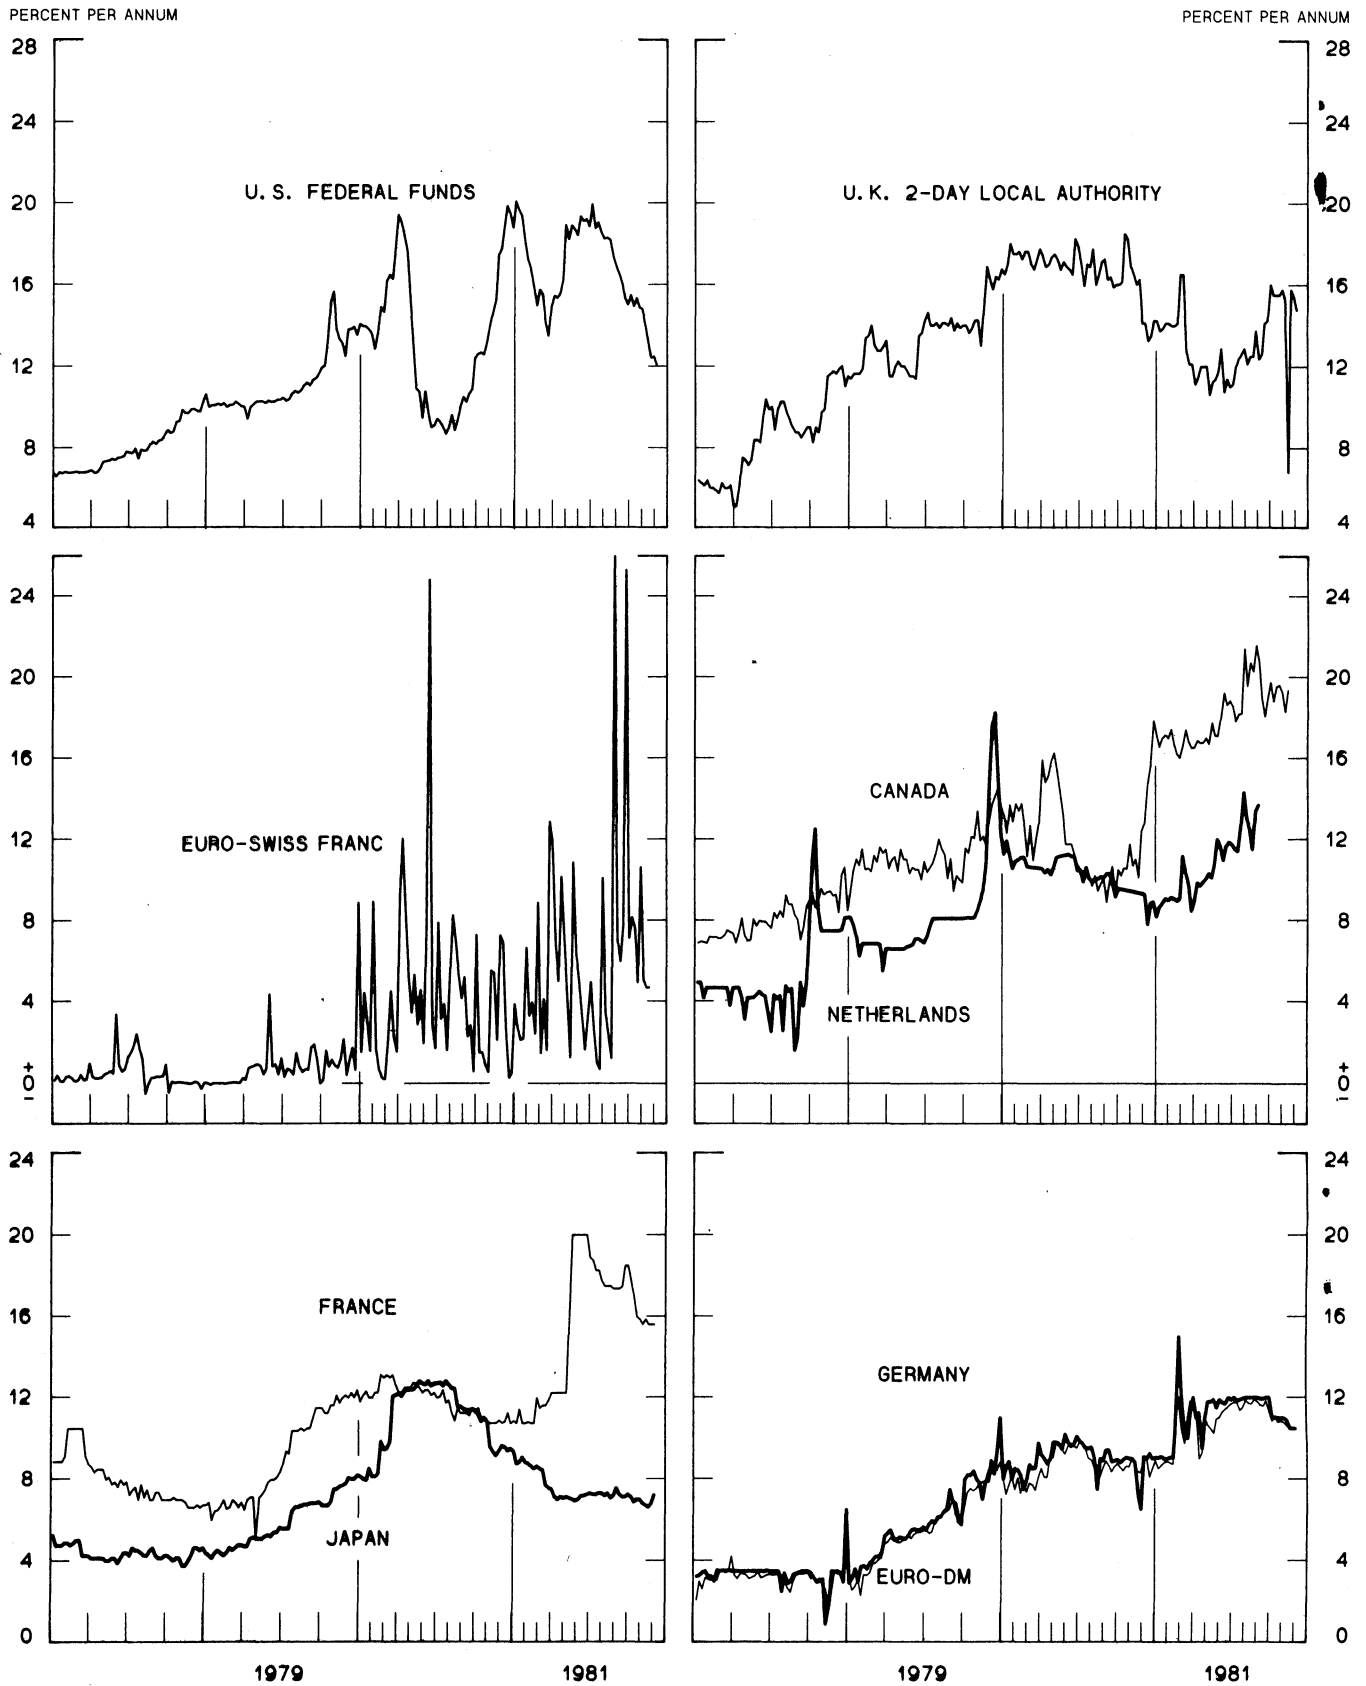 PERCENT PER ANNUM PERCENT PER ANNUM
28 28
24 24
U. S. FEDERAL FUNDS U. K. 2-DAY LOCAL AUTHORITY
20 20
16 16
12 12
8 8
4 4
24 24
20 20
16 16
CANADA
EURO-SWISS FRANC
12 12
8 8
4 4
NETHERLANDS
+ +
0 0
− −
24 24
20 20
FRANCE
16 16
GERMANY
12 12
8 8
JAPAN
4 4
EURO-DM
0 0
1979 1981 1979 1981